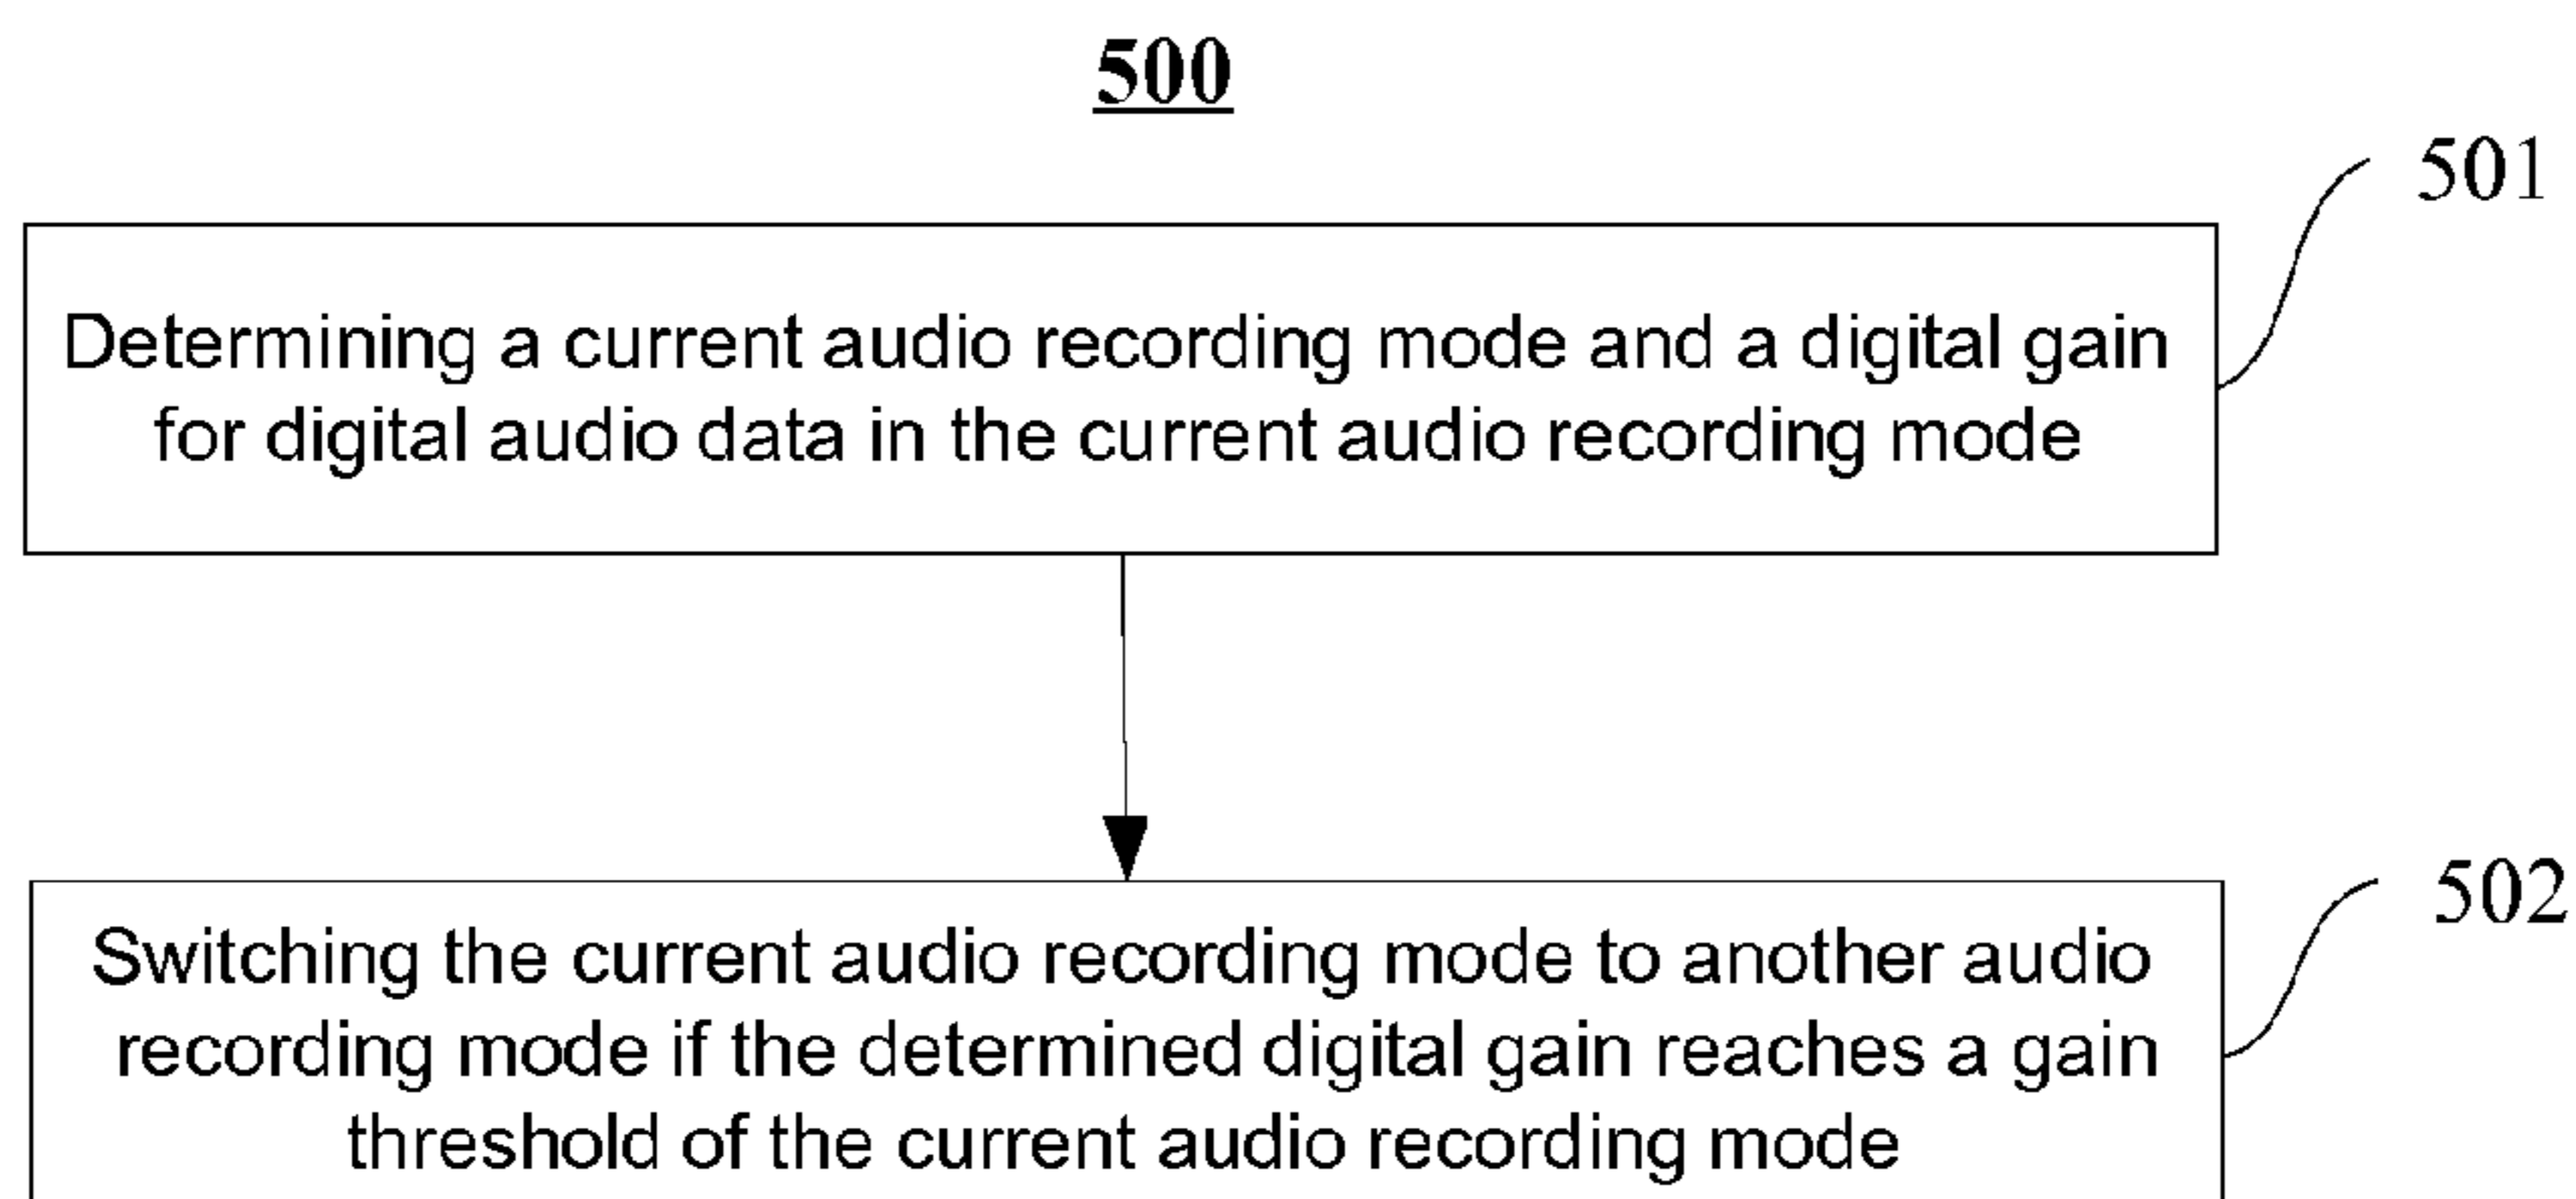 500
501
Determining a current audio recording mode and a digital gain
for digital audio data in the current audio recording mode
502
Switching the current audio recording mode to another audio
recording mode if the determined digital gain reaches a gain
threshold of the current audio recording mode